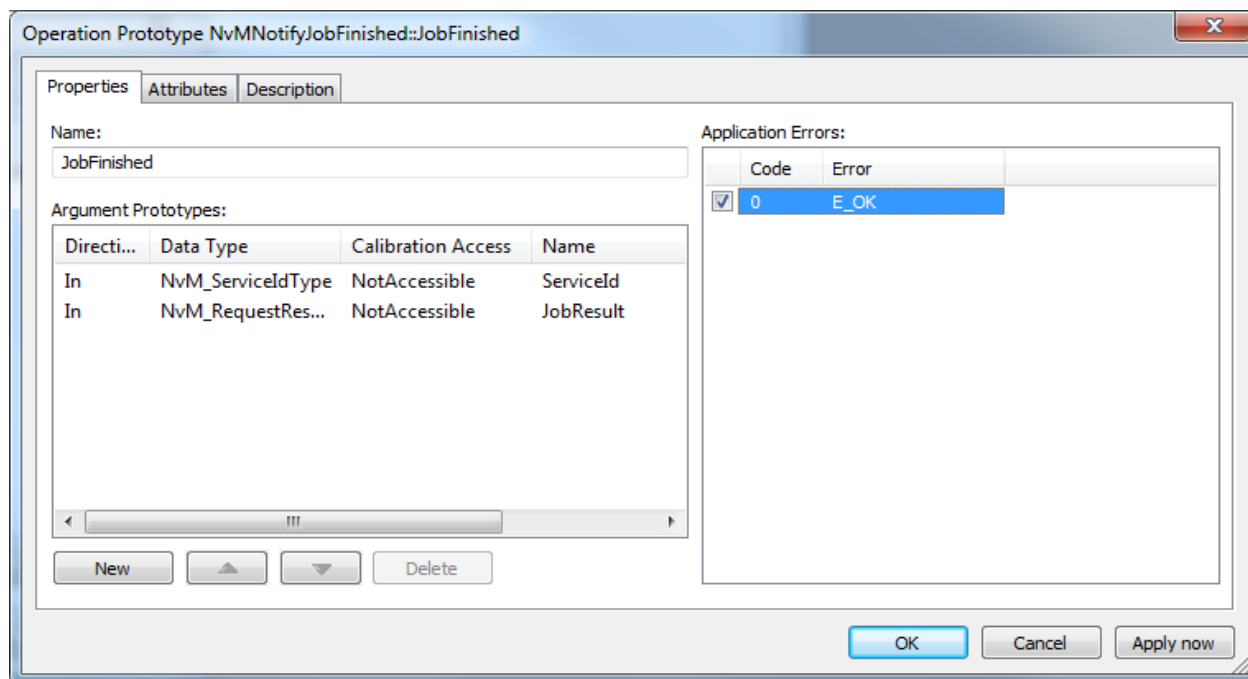 Operation Prototype NvMNotifyJobFinished::JobFinished
Properties Attributes Description
Name:
JobFinished
Argument Prototypes:
Directi... Data Type Calibration Access Name
In NvM_ServiceIdType NotAccessible ServiceId
In NvM_RequestRes... NotAccessible JobResult
New Delete
Application Errors:
Code Error
0 E_OK
OK Cancel Apply now